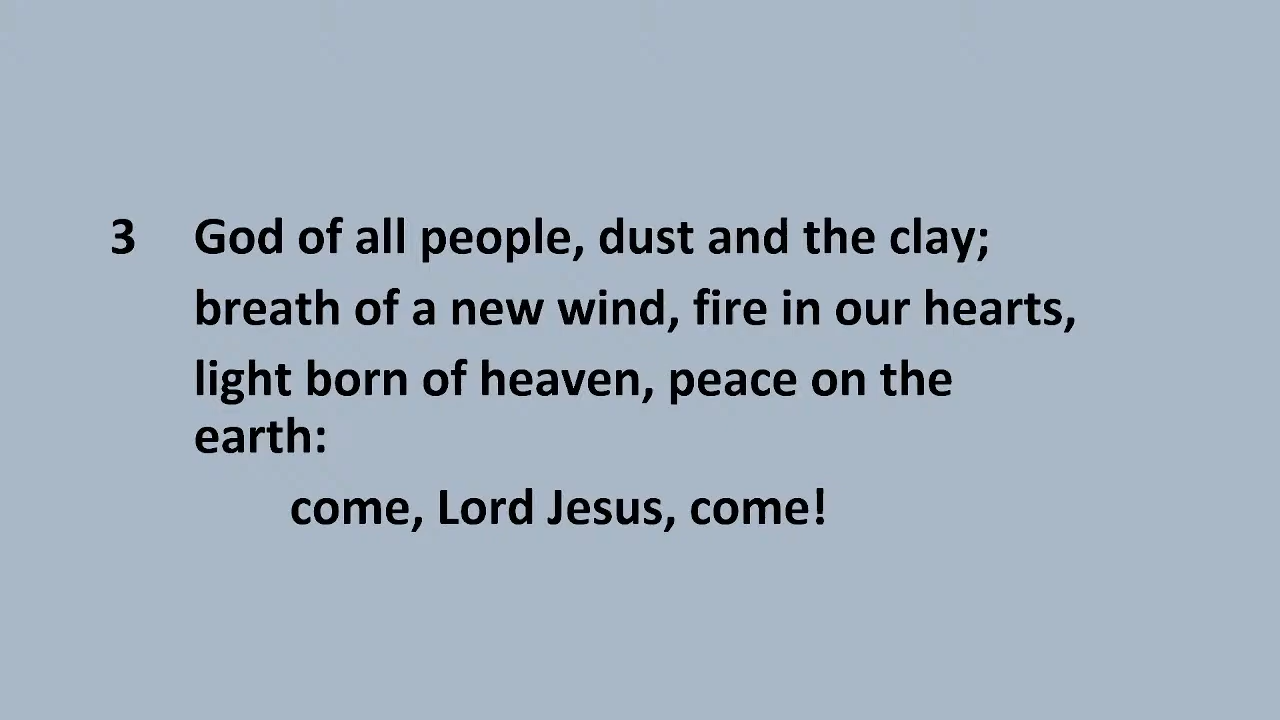 3 God of all people, dust and the clay;
breath of a new wind, fire in our hearts,
light born of heaven, peace on the
earth:
come, Lord Jesus, come!